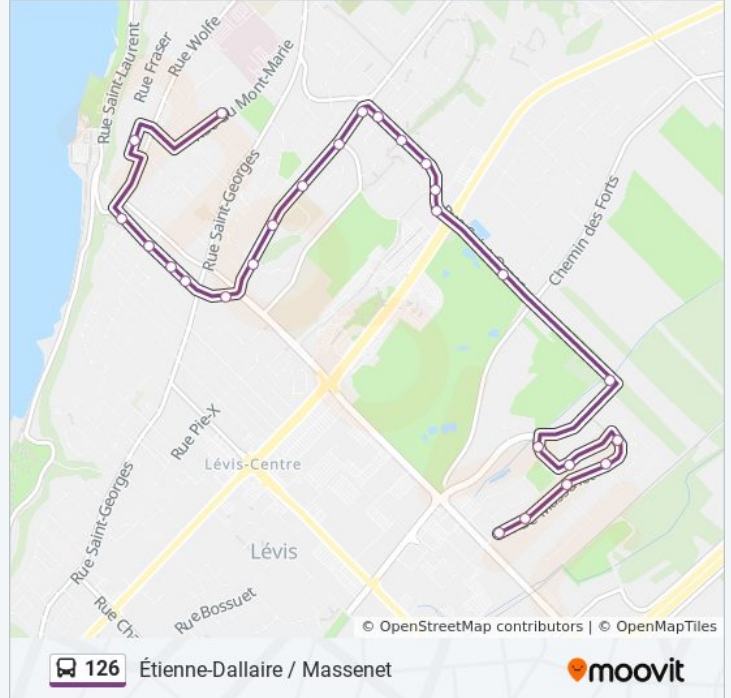 Rue Saint-Laurent
Rue Fraser
Rue Wolfe
du Mont-Marie
Rue Saint-Georges
Chemin des Forts
Rue Pie-X
Lévis-Centre
Rue Saint-Georges
Lévis
Rue Bossuet
© OpenStreetMap contributors | © OpenMapTiles
126 Étienne-Dallaire / Massenet
moovit